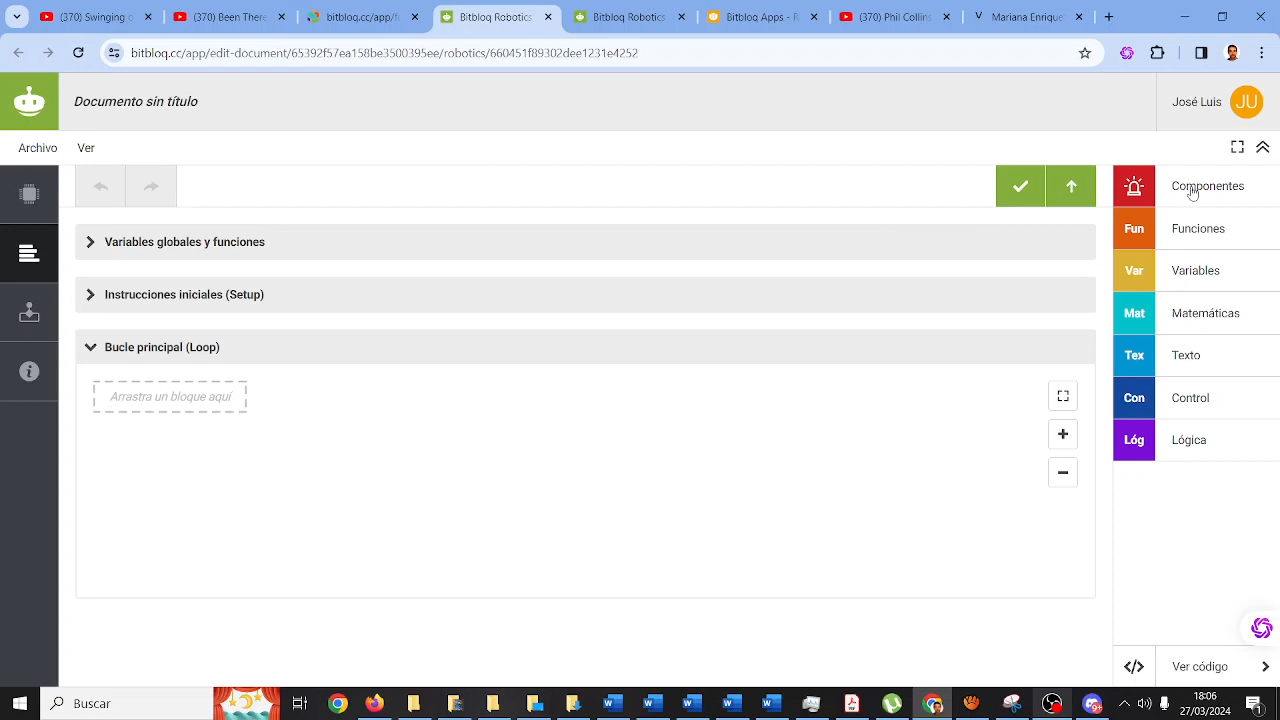 (370) Swinging o
(370) Been There
bitbloq.cc/app/f
Bitbloq Robotics
Bitbloq Robotics
Bitbloq Apps - R
(370) Phil Collins
Mariana Enrique
bitbloq.cc/app/edit-document/65392f57ea158be3500395ee/robotics/660451f89302dee1231e4252
Documento sin título
José Luis
JU
Archivo
Ver
Componentes
Variables globales y funciones
Fun
Funciones
Var
Variables
Instrucciones iniciales (Setup)
Mat
Matemáticas
Bucle principal (Loop)
Tex
Texto
Arrastra un bloque aquí
Con
Control
Lóg
Lógica
Ver código
Buscar
99+
18:06
27/03/2024